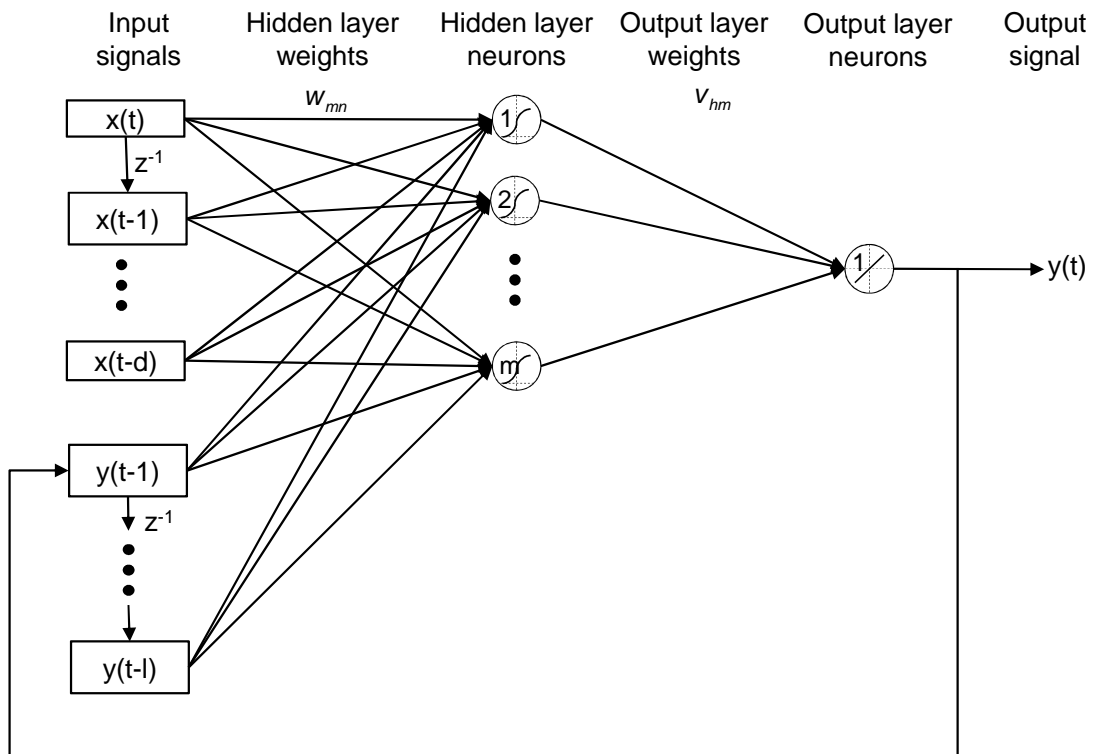 Input signals
Hidden layer weights
Hidden layer neurons
Output layer weights
Output layer neurons
Output signal
w_mn
v_hm
x(t)
z⁻¹
x(t-1)
x(t-d)
y(t-1)
z⁻¹
y(t-l)
1
2
m
1
y(t)